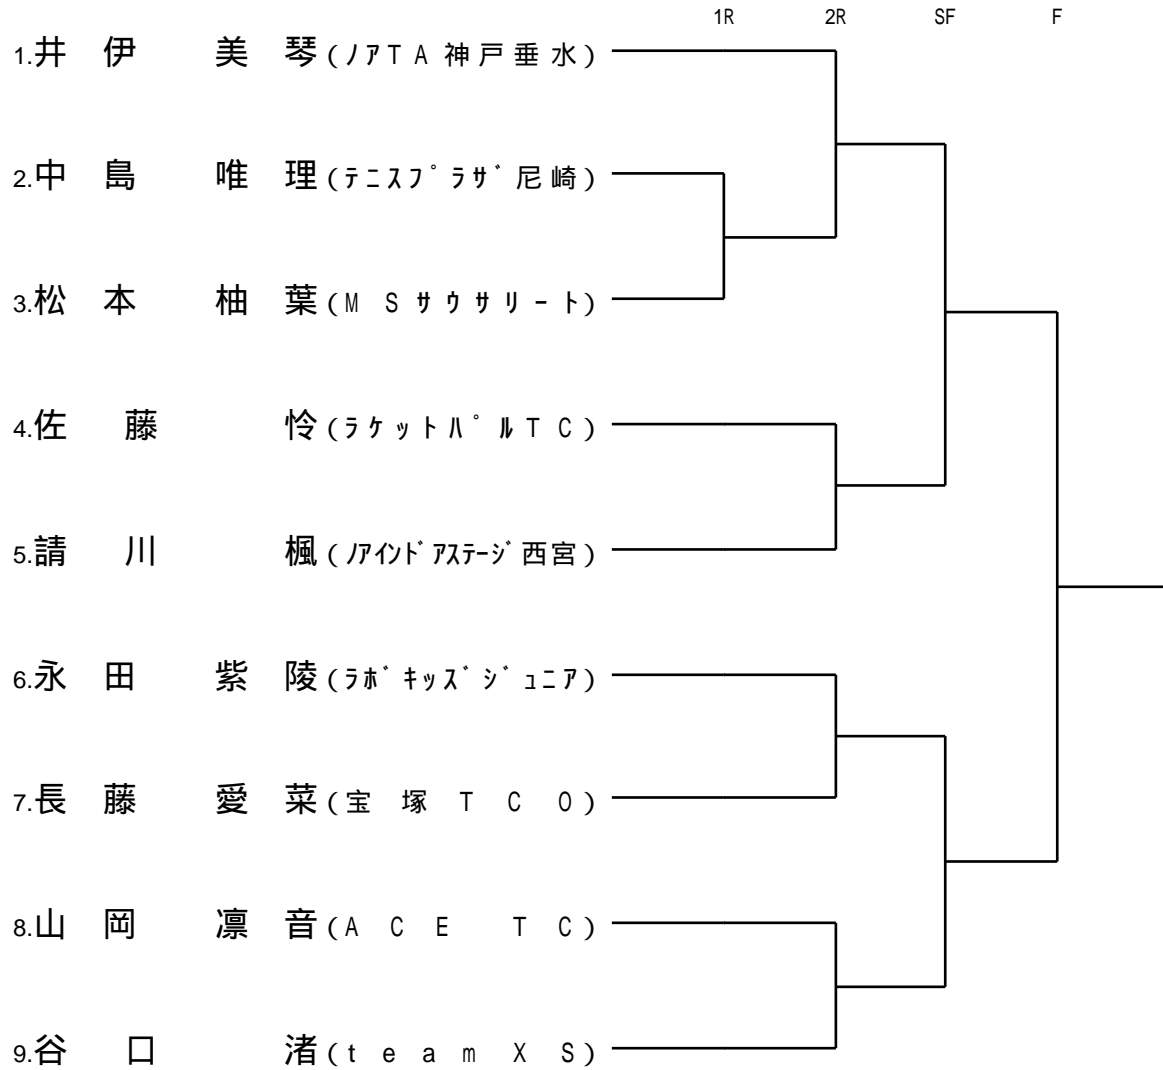 1R 2R SF F
1.井 伊 美 琴 (ﾉｱTA神戸垂水)
2.中 島 唯 理 (ﾃﾆｽﾌﾟﾗｻﾞ尼崎)
3.松 本 柚 葉 (MSｻｳｻﾘｰﾄ)
4.佐 藤 怜 (ﾗｹｯﾄﾊﾟﾙTC)
5.請 川 楓 (ﾉｱｲﾝﾄﾞｱｽﾃｰｼﾞ西宮)
6.永 田 紫 陵 (ﾗﾎﾞｷｯｽﾞｼﾞｭﾆｱ)
7.長 藤 愛 菜 (宝塚TCO)
8.山 岡 凛 音 (ACE TC)
9.谷 口 渚 (teamXS)